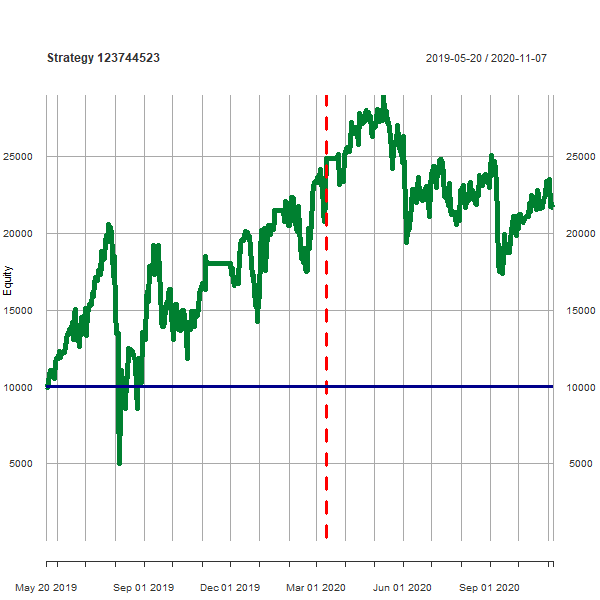 Strategy 123744523
2019-05-20 / 2020-11-07
25000
25000
20000
20000
Equity
15000
15000
10000
10000
5000
5000
May 20 2019
Sep 01 2019
Dec 01 2019
Mar 01 2020
Jun 01 2020
Sep 01 2020